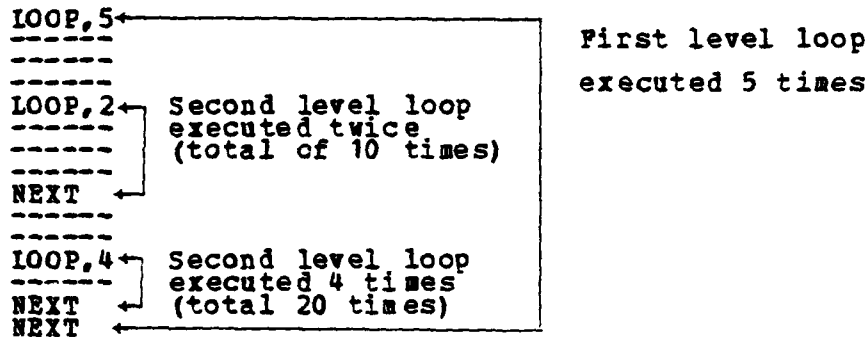 LOOP,5
------
------
------
LOOP,2
------
------
------
NEXT
------
------
LOOP,4
------
NEXT
NEXT
Second level loop
executed twice
(total of 10 times)
Second level loop
executed 4 times
(total 20 times)
First level loop
executed 5 times